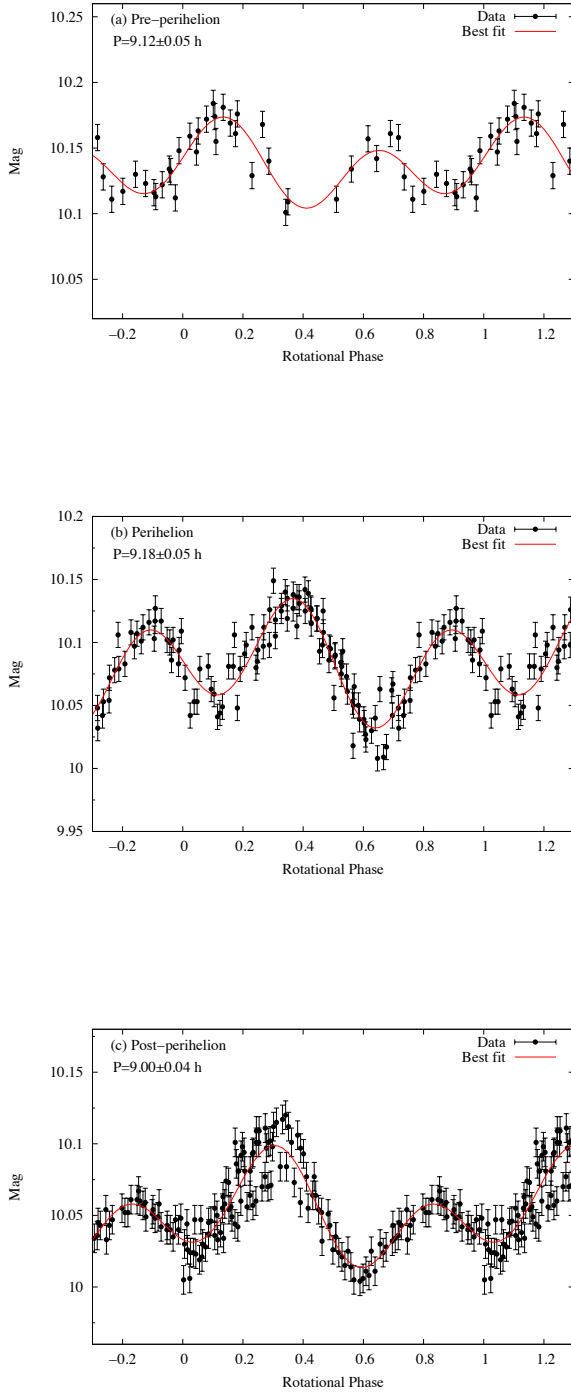 10.25
(a) Pre−perihelion
Data
P=9.12±0.05 h
Best fit
10.2
Mag
10.15
10.1
10.05
−0.2
0
0.2
0.4
0.6
0.8
1
1.2
Rotational Phase
10.2
(b) Perihelion
Data
P=9.18±0.05 h
Best fit
10.15
10.1
Mag
10.05
10
9.95
−0.2
0
0.2
0.4
0.6
0.8
1
1.2
Rotational Phase
(c) Post−perihelion
Data
P=9.00±0.04 h
Best fit
10.15
10.1
Mag
10.05
10
−0.2
0
0.2
0.4
0.6
0.8
1
1.2
Rotational Phase